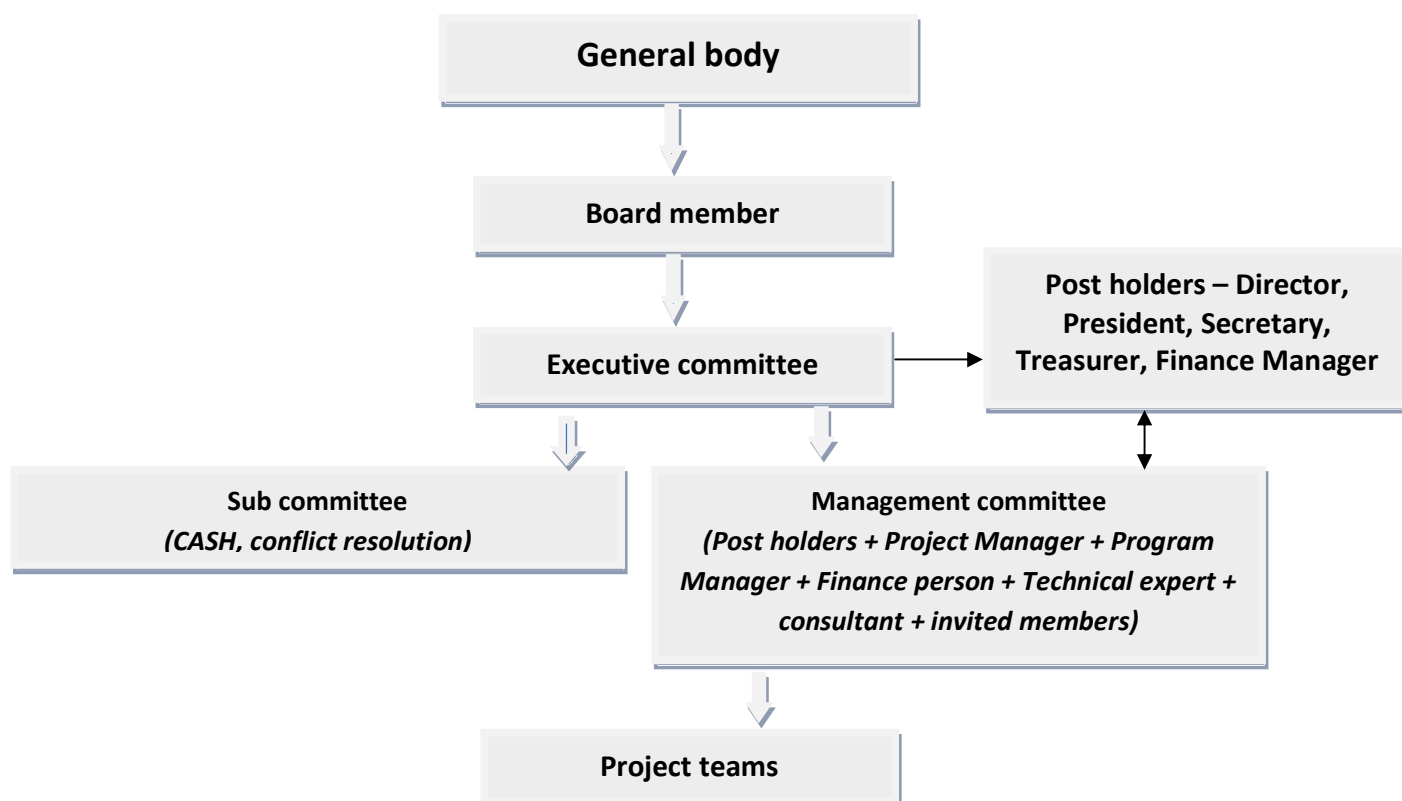 General body
Board member
Executive committee
Post holders – Director,
President, Secretary,
Treasurer, Finance Manager
Sub committee
(CASH, conflict resolution)
Management committee
(Post holders + Project Manager + Program
Manager + Finance person + Technical expert +
consultant + invited members)
Project teams